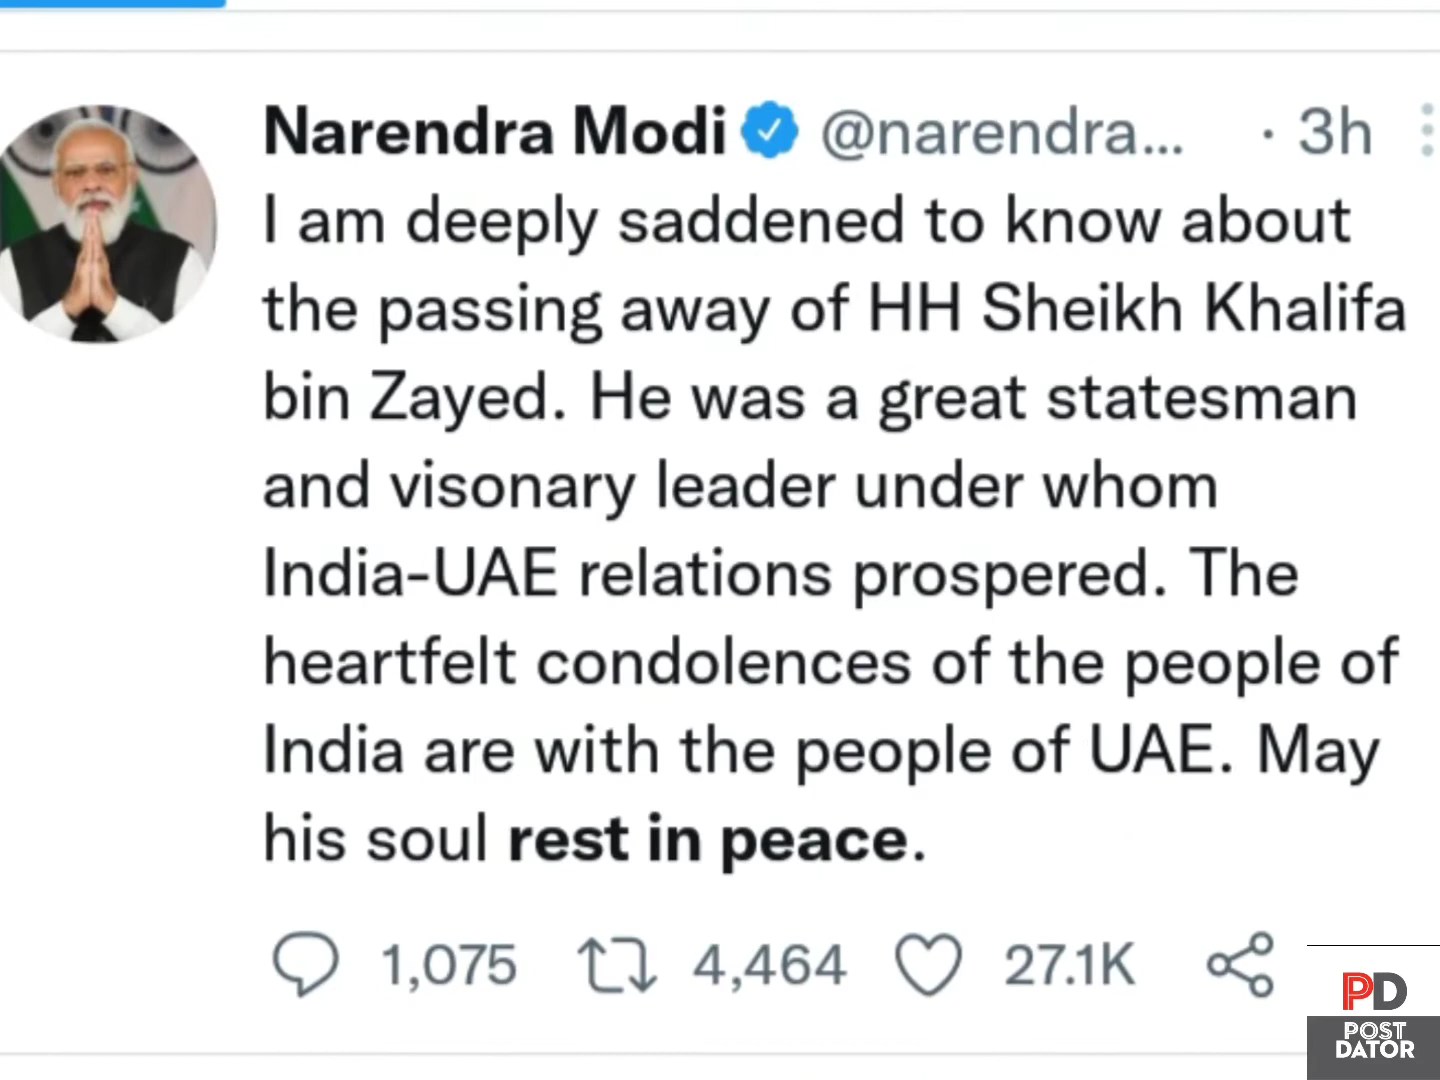 Narendra Modi @narendra... · 3h
I am deeply saddened to know about
the passing away of HH Sheikh Khalifa
bin Zayed. He was a great statesman
and visonary leader under whom
India-UAE relations prospered. The
heartfelt condolences of the people of
India are with the people of UAE. May
his soul rest in peace.
1,075 4,464 27.1K
PD
POST
DATOR